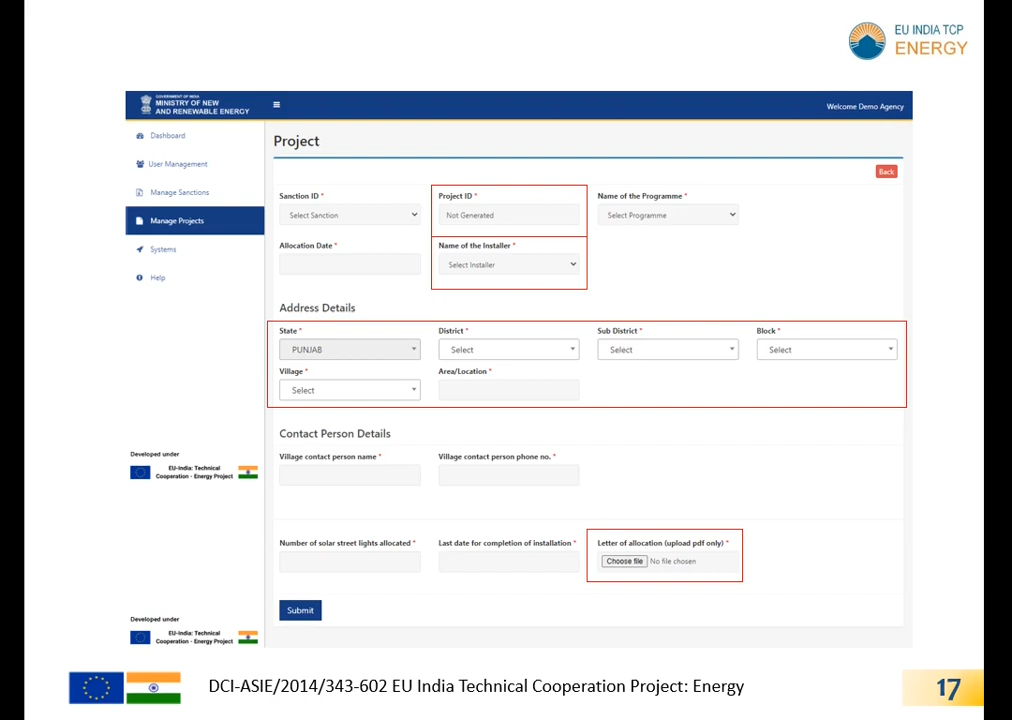 EU INDIA TCP
ENERGY
GOVERNMENT OF INDIA
MINISTRY OF NEW
AND RENEWABLE ENERGY
Welcome Demo Agency
Dashboard
User Management
Manage Sanctions
Manage Projects
Systems
Help
Project
Back
Sanction ID *
Project ID *
Name of the Programme *
Select Sanction
Not Generated
Select Programme
Allocation Date *
Name of the Installer *
Select Installer
Address Details
State *
District *
Sub District *
Block *
PUNJAB
Select
Select
Select
Village *
Area/Location *
Select
Contact Person Details
Village contact person name *
Village contact person phone no. *
Developed under
EU-India: Technical
Cooperation - Energy Project
Number of solar street lights allocated *
Last date for completion of installation *
Letter of allocation (upload pdf only) *
Choose file No file chosen
Submit
Developed under
EU-India: Technical
Cooperation - Energy Project
DCI-ASIE/2014/343-602 EU India Technical Cooperation Project: Energy
17